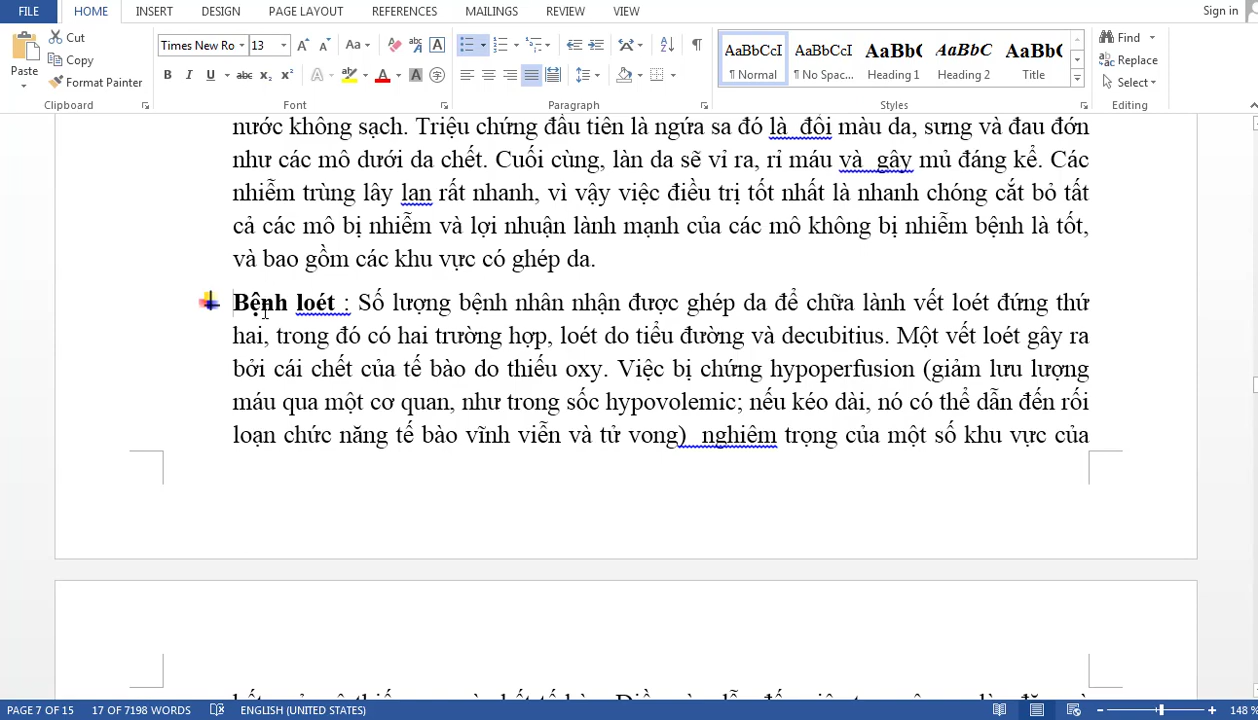 FILE HOME INSERT DESIGN PAGE LAYOUT REFERENCES MAILINGS REVIEW VIEW Sign in
Paste
Cut
Copy
Format Painter
Clipboard
Times New Ro 13
B I U abc x₂ x²
Font
Paragraph
AaBbCcI AaBbCcI AaBbC AaBbC AaBbC
¶ Normal ¶ No Spac... Heading 1 Heading 2 Title
Styles
Find
Replace
Select
Editing
nước không sạch. Triệu chứng đầu tiên là ngứa sa đó là đổi màu da, sưng và đau đớn
như các mô dưới da chết. Cuối cùng, làn da sẽ vỉ ra, rỉ máu và gây mủ đáng kể. Các
nhiễm trùng lây lan rất nhanh, vì vậy việc điều trị tốt nhất là nhanh chóng cắt bỏ tất
cả các mô bị nhiễm và lợi nhuận lành mạnh của các mô không bị nhiễm bệnh là tốt,
và bao gồm các khu vực có ghép da.
Bệnh loét : Số lượng bệnh nhân nhận được ghép da để chữa lành vết loét đứng thứ
hai, trong đó có hai trường hợp, loét do tiểu đường và decubitius. Một vết loét gây ra
bởi cái chết của tế bào do thiếu oxy. Việc bị chứng hypoperfusion (giảm lưu lượng
máu qua một cơ quan, như trong sốc hypovolemic; nếu kéo dài, nó có thể dẫn đến rối
loạn chức năng tế bào vĩnh viễn và tử vong) nghiêm trọng của một số khu vực của
PAGE 7 OF 15 17 OF 7198 WORDS ENGLISH (UNITED STATES) 148 %